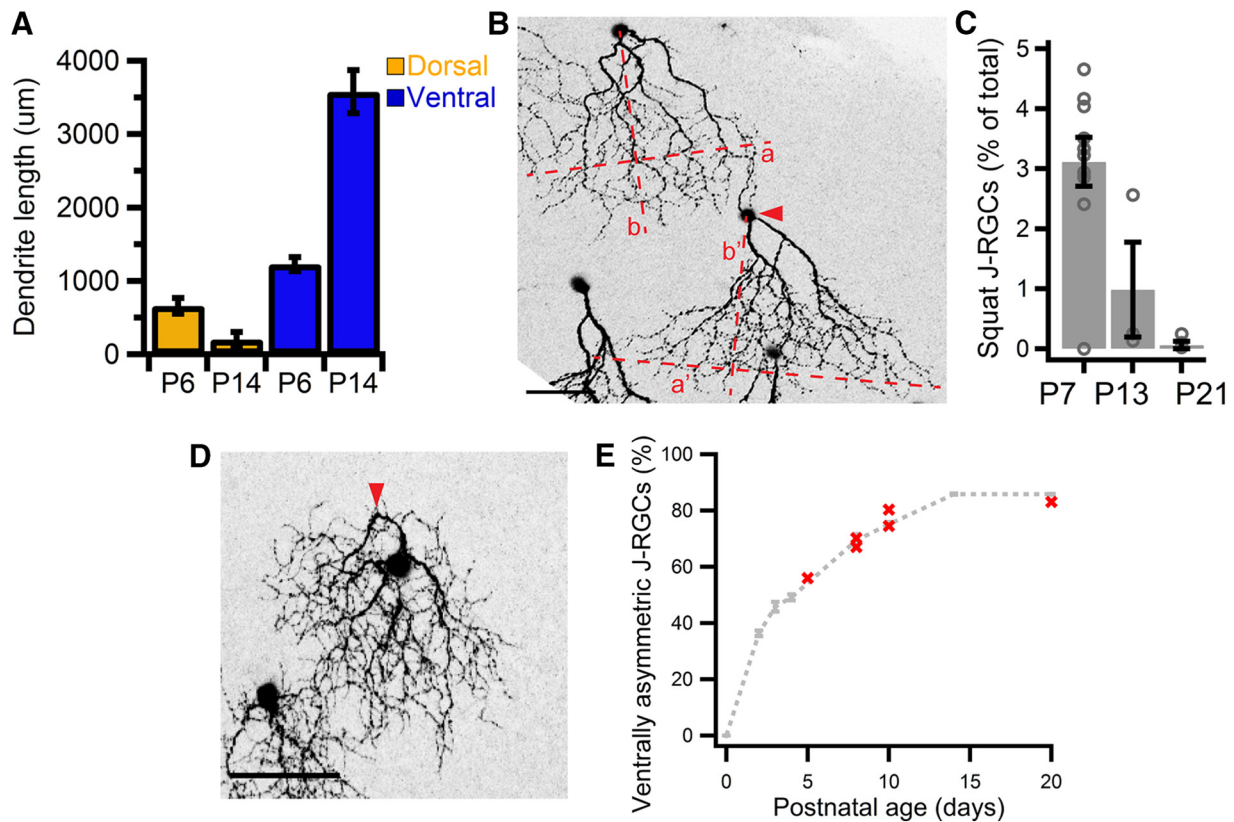 A
Dendrite length (um)
4000
3000
2000
1000
0
P6 P14 P6 P14
Dorsal
Ventral
B
a
b
b'
a'
C
Squat J-RGCs (% of total)
5
4
3
2
1
0
P7 P13 P21
D
E
Ventrally asymmetric J-RGCs (%)
100
80
60
40
20
0
0 5 10 15 20
Postnatal age (days)